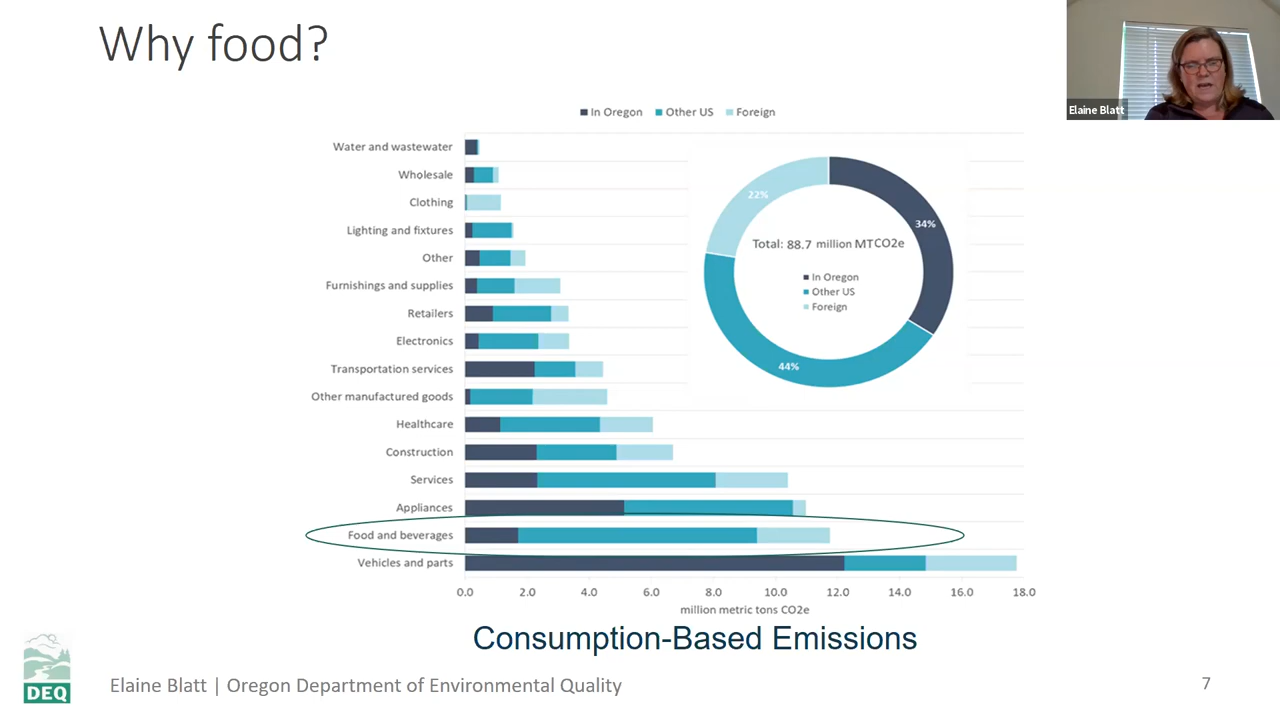 Why food?
Elaine Blatt
In Oregon Other US Foreign
Water and wastewater
Wholesale
Clothing
Lighting and fixtures
Other
Furnishings and supplies
Retailers
Electronics
Transportation services
Other manufactured goods
Healthcare
Construction
Services
Appliances
Food and beverages
Vehicles and parts
22%
34%
Total: 88.7 million MTCO2e
In Oregon
Other US
Foreign
44%
0.0 2.0 4.0 6.0 8.0 10.0 12.0 14.0 16.0 18.0
million metric tons CO2e
Consumption-Based Emissions
DEQ
Elaine Blatt | Oregon Department of Environmental Quality
7